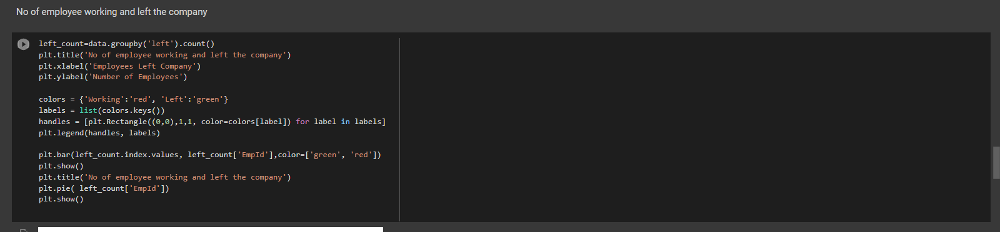 No of employee working and left the company
left_count=data.groupby('left').count()
plt.title('No of employee working and left the company')
plt.xlabel('Employees Left Company')
plt.ylabel('Number of Employees')
colors = {'Working':'red', 'Left':'green'}
labels = list(colors.keys())
handles = [plt.Rectangle((0,0),1,1, color=colors[label]) for label in labels]
plt.legend(handles, labels)
plt.bar(left_count.index.values, left_count['EmpId'],color=['green', 'red'])
plt.show()
plt.title('No of employee working and left the company')
plt.pie( left_count['EmpId'])
plt.show()